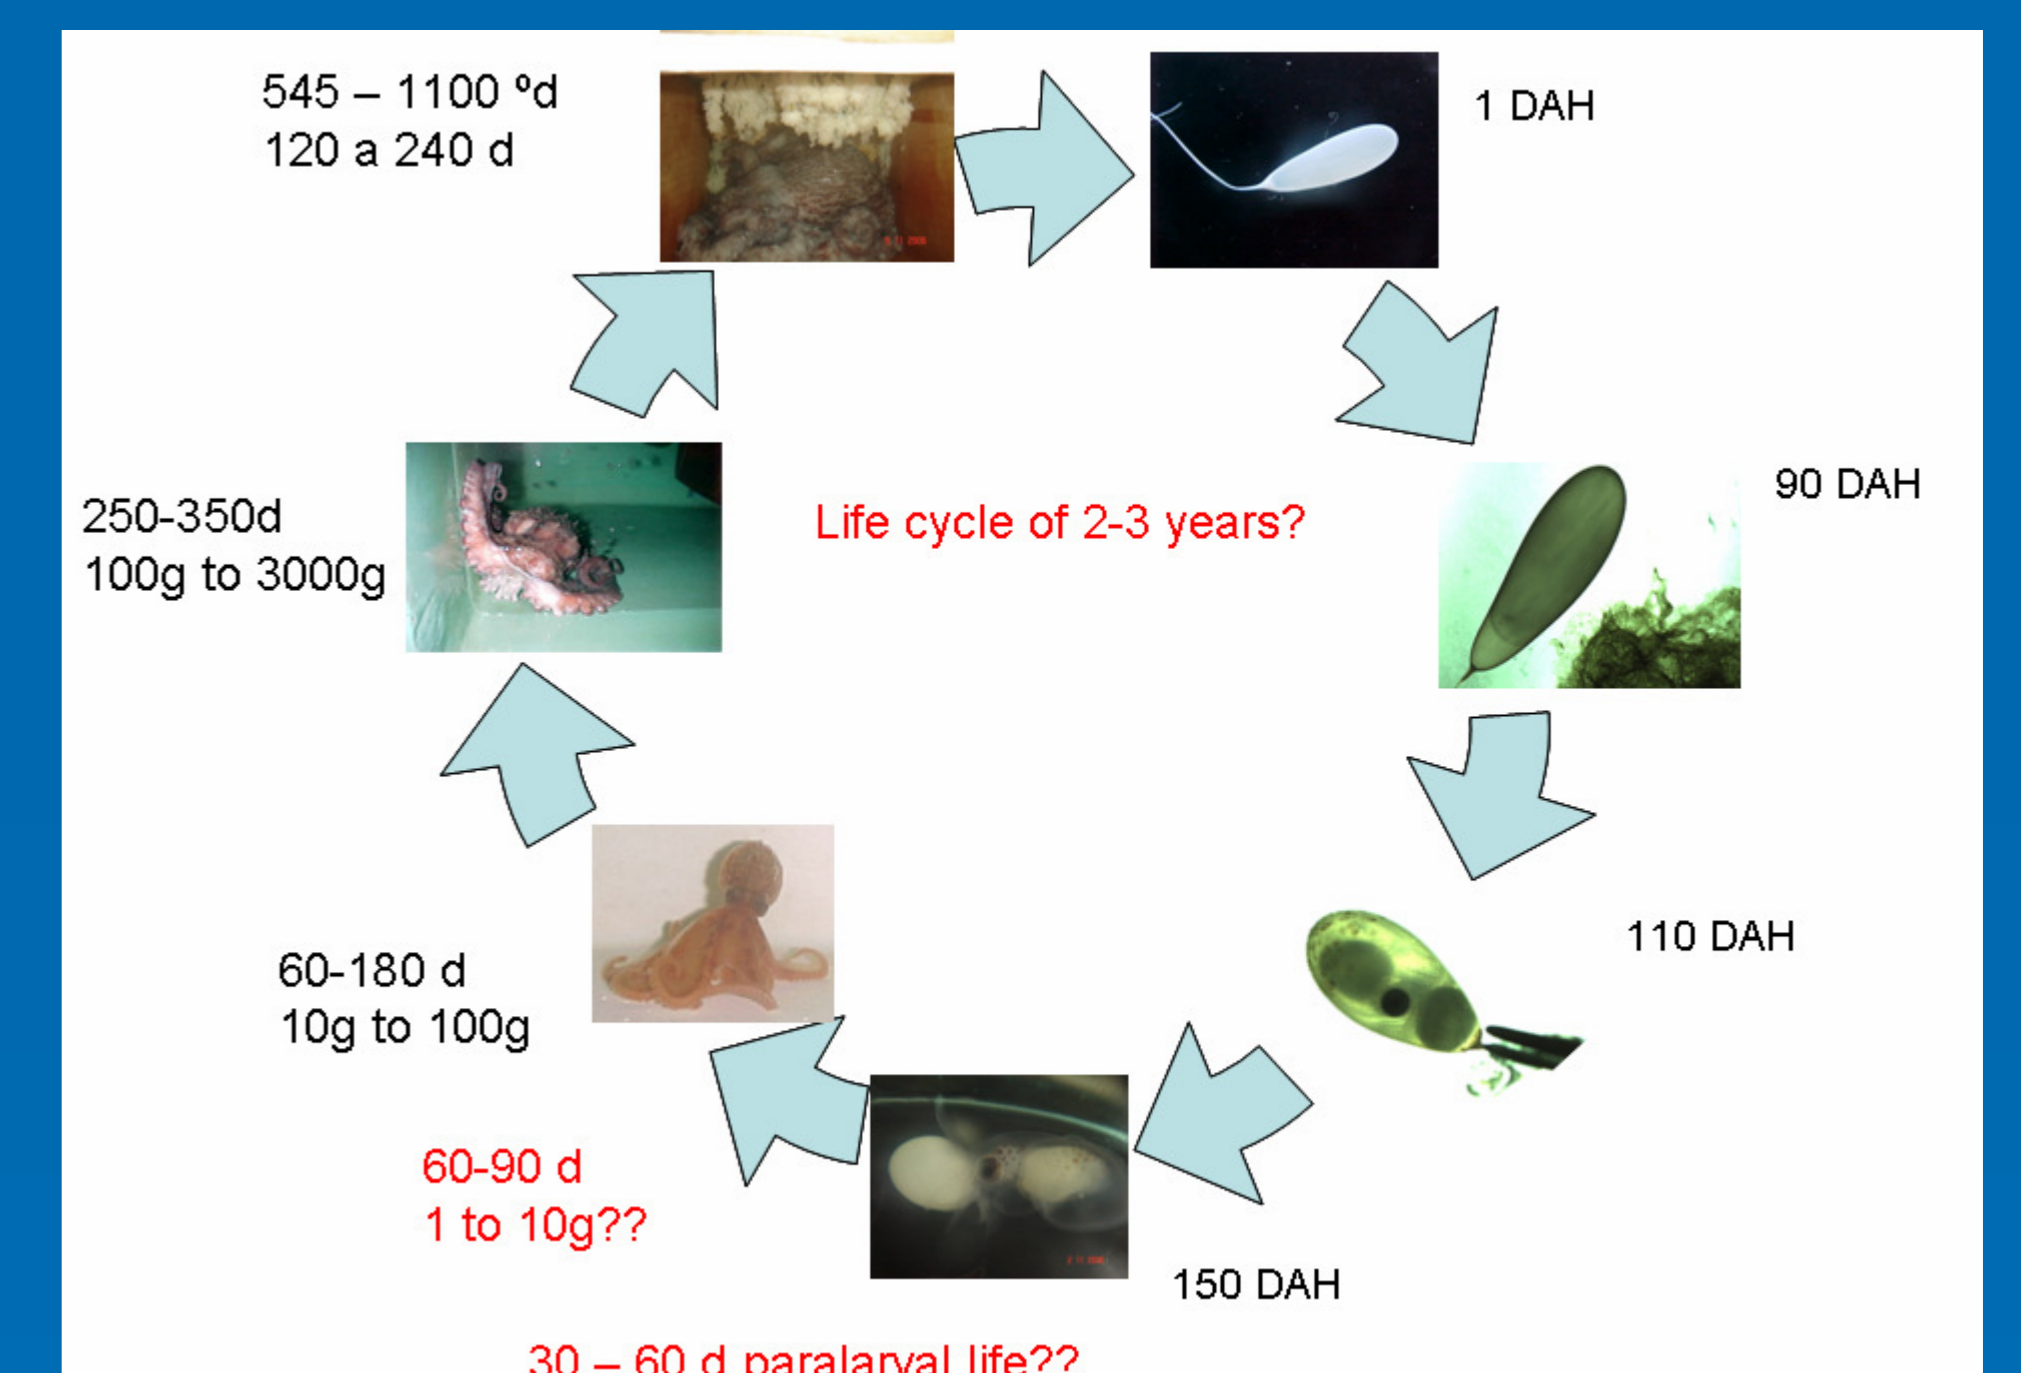 545 – 1100 ºd
120 a 240 d
1 DAH
90 DAH
250-350d
100g to 3000g
Life cycle of 2-3 years?
110 DAH
60-180 d
10g to 100g
60-90 d
1 to 10g??
150 DAH
30 – 60 d paralarval life??